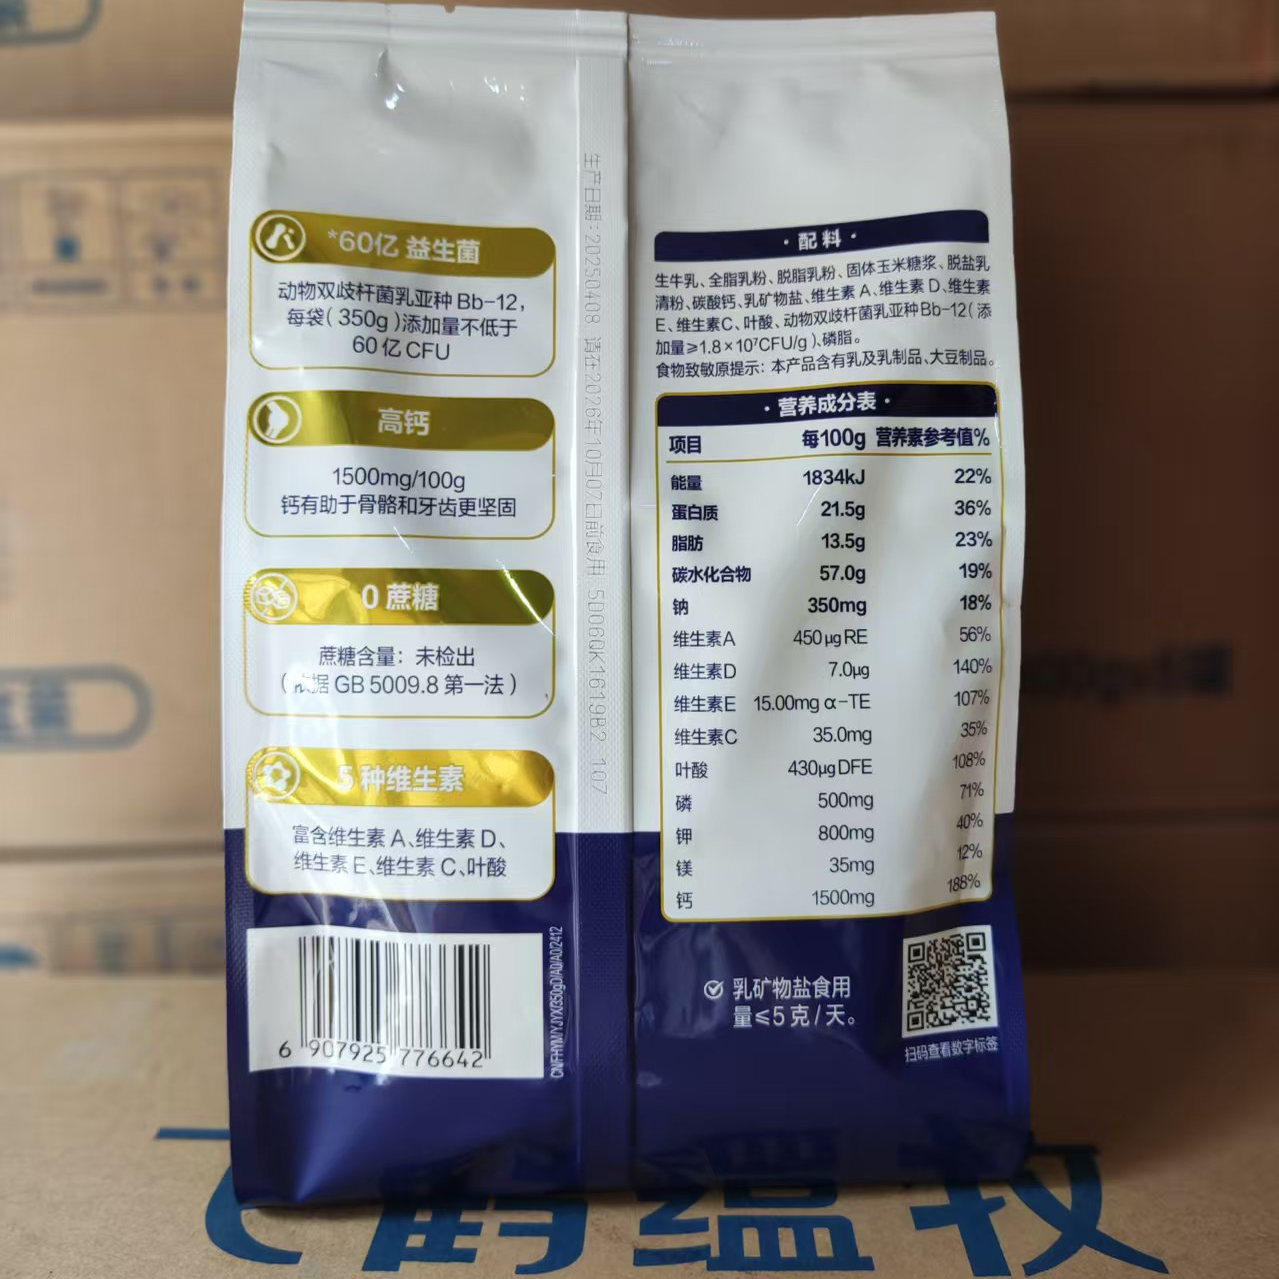 *60亿 益生菌
动物双歧杆菌乳亚种 Bb-12，
每袋（350g）添加量不低于
60 亿 CFU
高钙
1500mg/100g
钙有助于骨骼和牙齿更坚固
0 蔗糖
蔗糖含量：未检出
（依据 GB 5009.8 第一法）
5 种维生素
富含维生素 A、维生素 D、
维生素 E、维生素 C、叶酸
6 907925 776642
CN/FHYM/YJYX/350gD/A0/A0/2412
生产日期：20250408 请在2026年10月07日前食用 5D06QK1619B2 107
·配料·
生牛乳、全脂乳粉、脱脂乳粉、固体玉米糖浆、脱盐乳
清粉、碳酸钙、乳矿物盐、维生素 A、维生素 D、维生素
E、维生素C、叶酸、动物双歧杆菌乳亚种Bb-12（添
加量≥1.8×10⁷CFU/g）、磷脂。
食物致敏原提示：本产品含有乳及乳制品、大豆制品。
·营养成分表·
项目 每100g 营养素参考值%
能量 1834kJ 22%
蛋白质 21.5g 36%
脂肪 13.5g 23%
碳水化合物 57.0g 19%
钠 350mg 18%
维生素A 450μgRE 56%
维生素D 7.0μg 140%
维生素E 15.00mg α-TE 107%
维生素C 35.0mg 35%
叶酸 430μgDFE 108%
磷 500mg 71%
钾 800mg 40%
镁 35mg 12%
钙 1500mg 188%
乳矿物盐食用
量≤5 克/天。
扫码查看数字标签